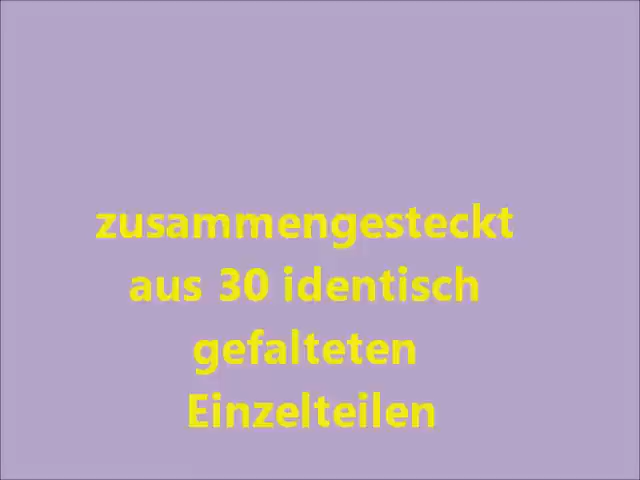 zusammengesteckt
aus 30 identisch
gefalteten
Einzelteilen